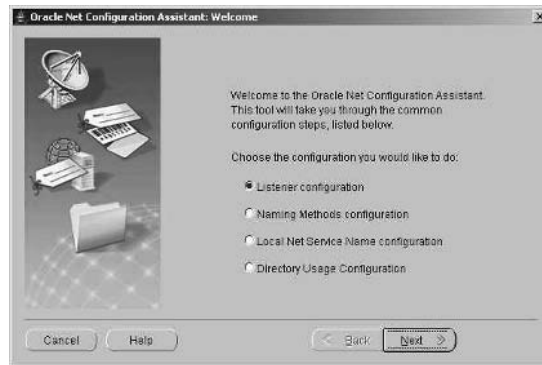 Oracle Net Configuration Assistant: Welcome
Welcome to the Oracle Net Configuration Assistant.
This tool will take you through the common
configuration steps, listed below.
Choose the configuration you would like to do:
Listener configuration
Naming Methods configuration
Local Net Service Name configuration
Directory Usage Configuration
Cancel
Help
Back
Next